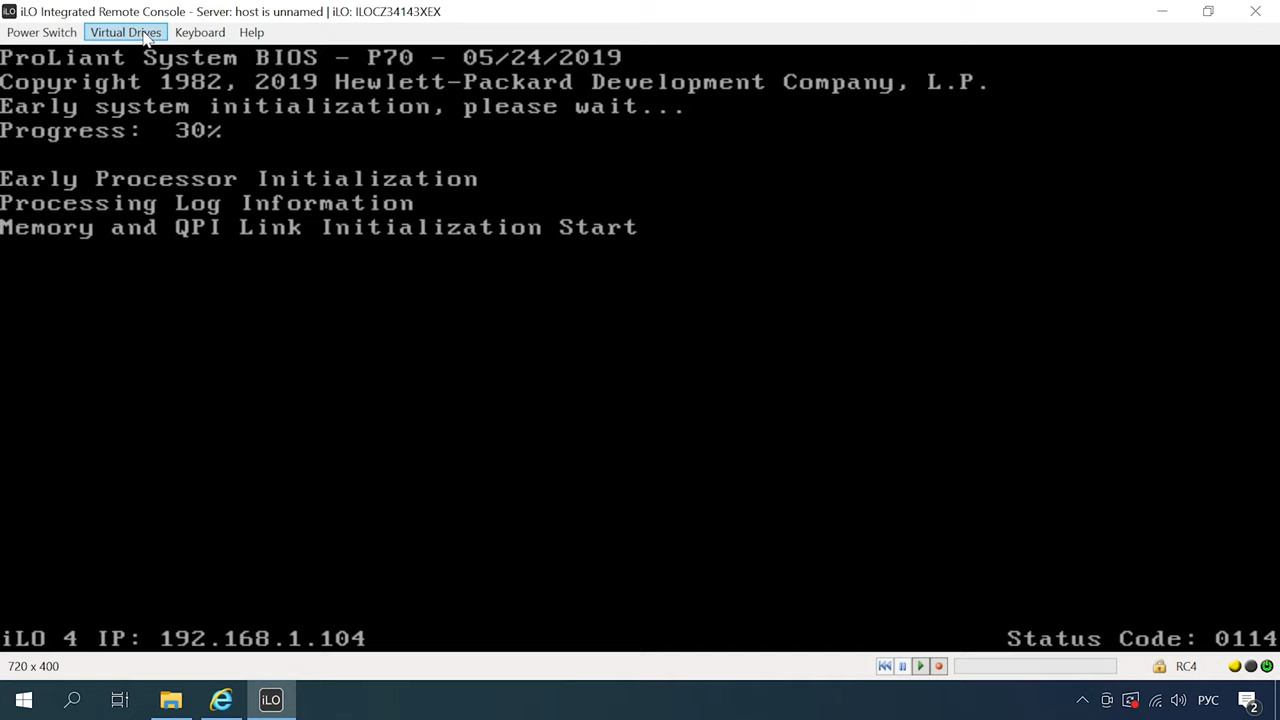 iLO iLO Integrated Remote Console - Server: host is unnamed | iLO: ILOCZ34143XEX
Power Switch Virtual Drives Keyboard Help
ProLiant System BIOS - P70 - 05/24/2019
Copyright 1982, 2019 Hewlett-Packard Development Company, L.P.
Early system initialization, please wait...
Progress: 30%
Early Processor Initialization
Processing Log Information
Memory and QPI Link Initialization Start
iLO 4 IP: 192.168.1.104 Status Code: 0114
720 x 400 RC4
iLO РУС 2